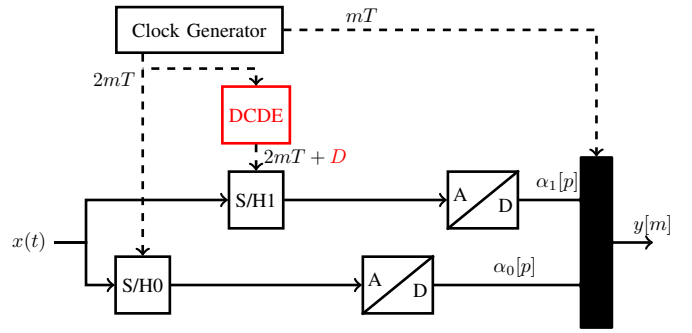 mT
Clock Generator
2mT
DCDE
2mT + D
S/H1
A
D
α₁[p]
x(t)
y[m]
S/H0
A
D
α₀[p]